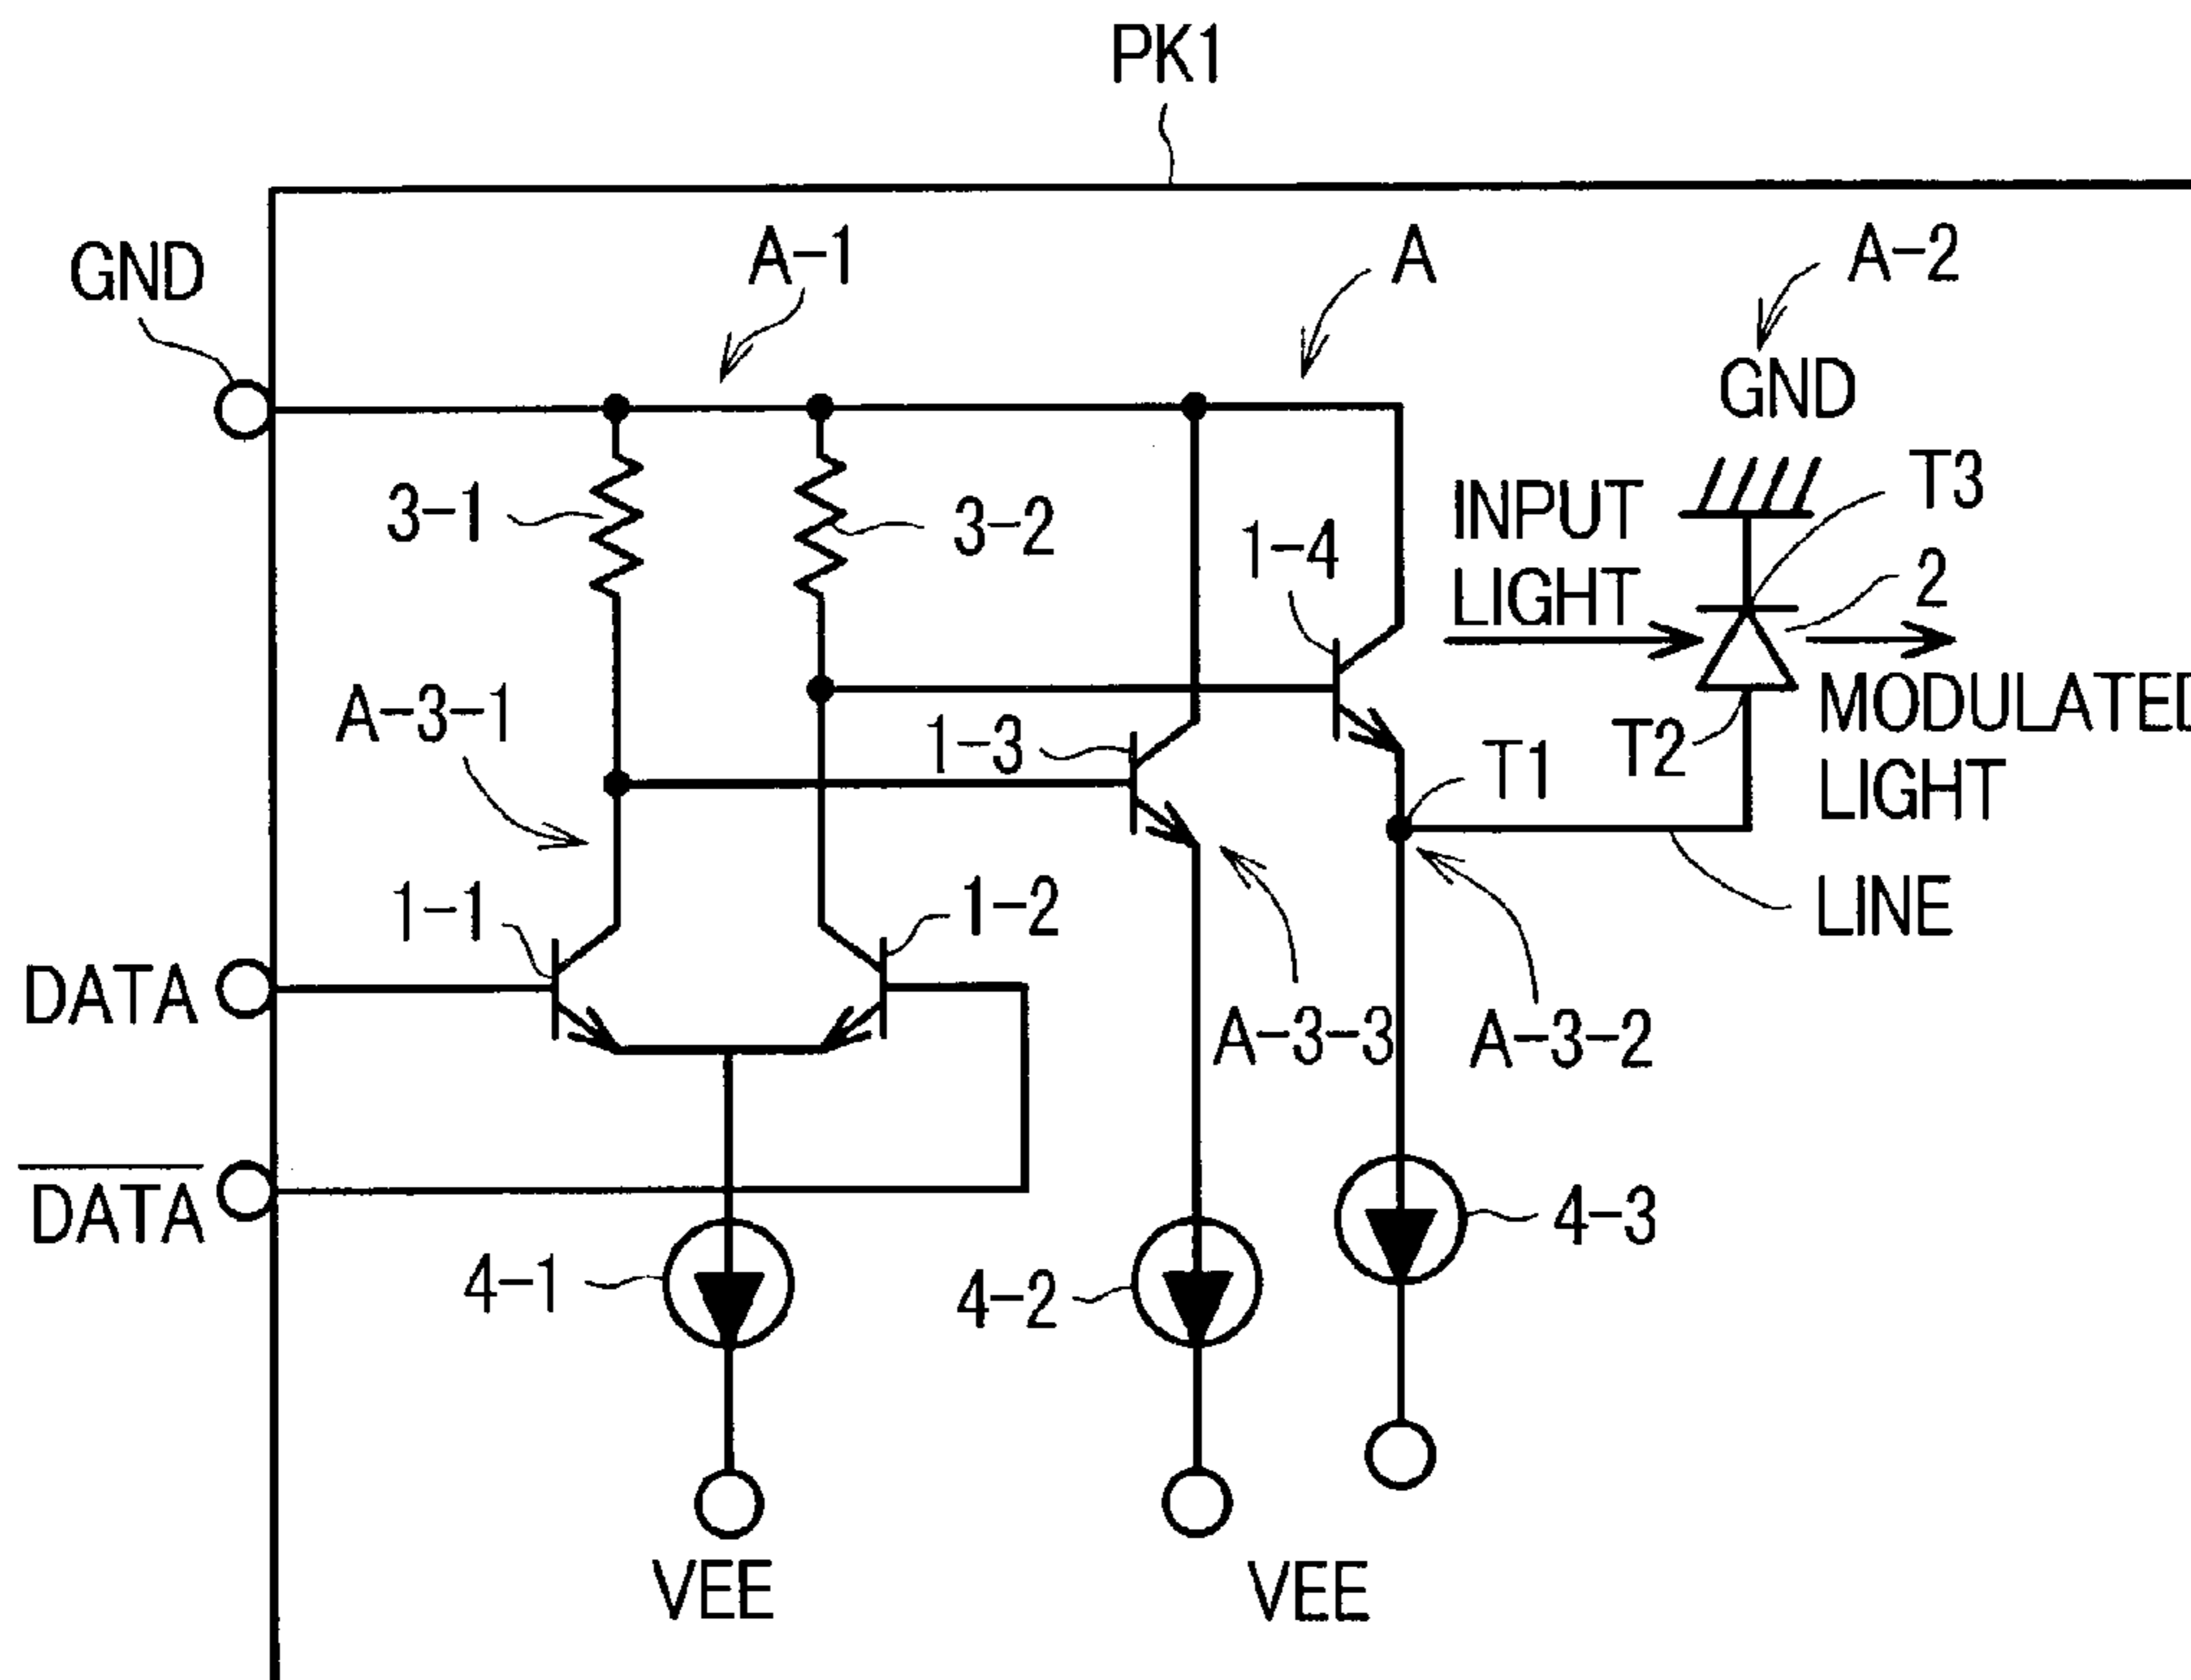 PK1
GND
A-1
A
A-2
GND
3-1
3-2
1-4
INPUT
LIGHT
T3
2
A-3-1
1-3
T1
T2
MODULATED
LIGHT
1-1
1-2
LINE
DATA
A-3-3
A-3-2
DATA
4-1
4-2
4-3
VEE
VEE